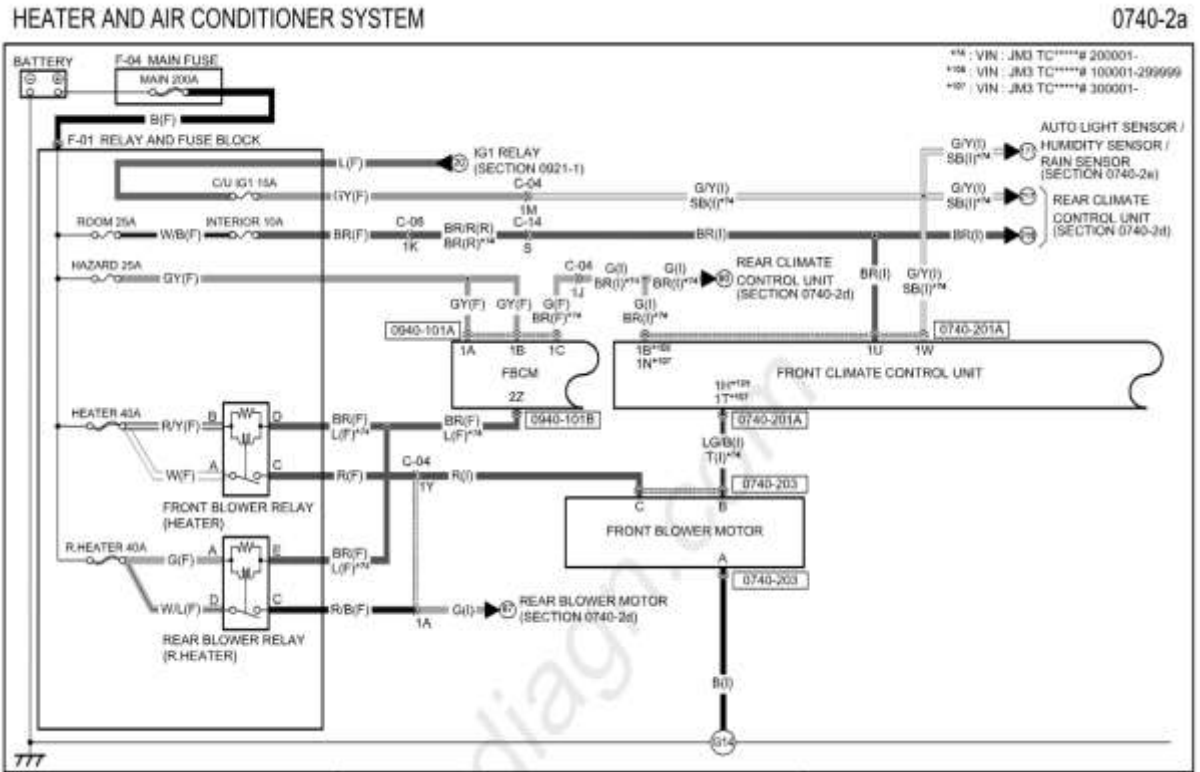 HEATER AND AIR CONDITIONER SYSTEM
0740-2a
BATTERY
F-04 MAIN FUSE
MAIN 200A
*74 : VIN : JM3 TC*****# 200001-
: VIN : JM3 TC*****# 100001-299999
*107 : VIN : JM3 TC*****# 300001-
B(F)
F-01 RELAY AND FUSE BLOCK
AUTO LIGHT SENSOR /
HUMIDITY SENSOR /
RAIN SENSOR
(SECTION 0740-2e)
G/Y(I)
SB(I)*74
L(F)
IG1 RELAY
(SECTION 0921-1)
C/U IG1 15A
GY(F)
C-04
1M
G/Y(I)
SB(I)*74
G/Y(I)
SB(I)*74
REAR CLIMATE
CONTROL UNIT
(SECTION 0740-2d)
ROOM 25A
W/B(F)
INTERIOR 10A
BR(F)
C-06
1K
BR/R(R)
BR(R)*74
C-14
S
BR(I)
BR(I)
HAZARD 25A
GY(F)
C-04
1J
G(I)
BR(I)*74
G(I)
BR(I)*74
REAR CLIMATE
CONTROL UNIT
(SECTION 0740-2d)
BR(I)
G/Y(I)
SB(I)*74
GY(F)
GY(F)
G(F)
BR(F)*74
G(I)
BR(I)*74
0940-101A
0740-201A
1A
1B
1C
1N*107
1U
1W
FBCM
FRONT CLIMATE CONTROL UNIT
2Z
1T*107
0940-101B
0740-201A
HEATER 40A
R/Y(F)
B
D
BR(F)
L(F)*74
BR(F)
L(F)*74
LG/B(I)
T(I)*74
W(F)
A
C
R(F)
C-04
1Y
R(I)
0740-203
C
B
FRONT BLOWER RELAY
(HEATER)
FRONT BLOWER MOTOR
A
0740-203
R.HEATER 40A
G(F)
A
E
BR(F)
L(F)*74
W/L(F)
D
C
R/B(F)
1A
G(I)
REAR BLOWER MOTOR
(SECTION 0740-2d)
REAR BLOWER RELAY
(R.HEATER)
B(I)
G14
diagn.com